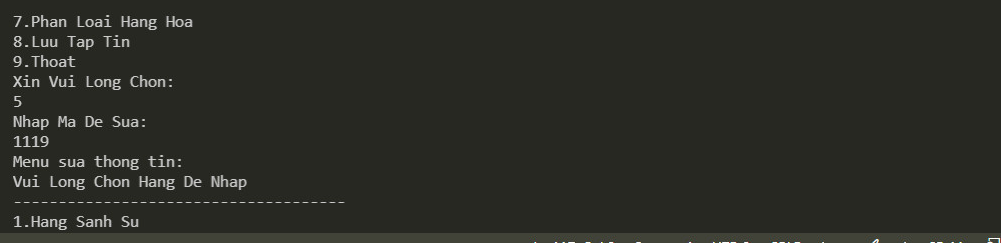 7.Phan Loai Hang Hoa
8.Luu Tap Tin
9.Thoat
Xin Vui Long Chon:
5
Nhap Ma De Sua:
1119
Menu sua thong tin:
Vui Long Chon Hang De Nhap
-------------------------------------
1.Hang Sanh Su